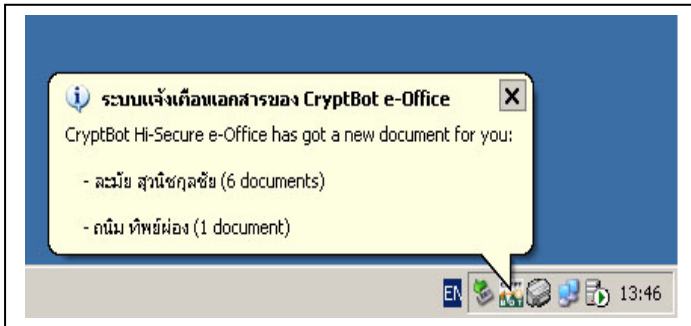 ระบบแจ้งเตือนเอกสารของ CryptBot e-Office
CryptBot Hi-Secure e-Office has got a new document for you:
- ละมัย สุวนิชกุลชัย (6 documents)
- ถนิม ทิพย์ผ่อง (1 document)
EN 13:46